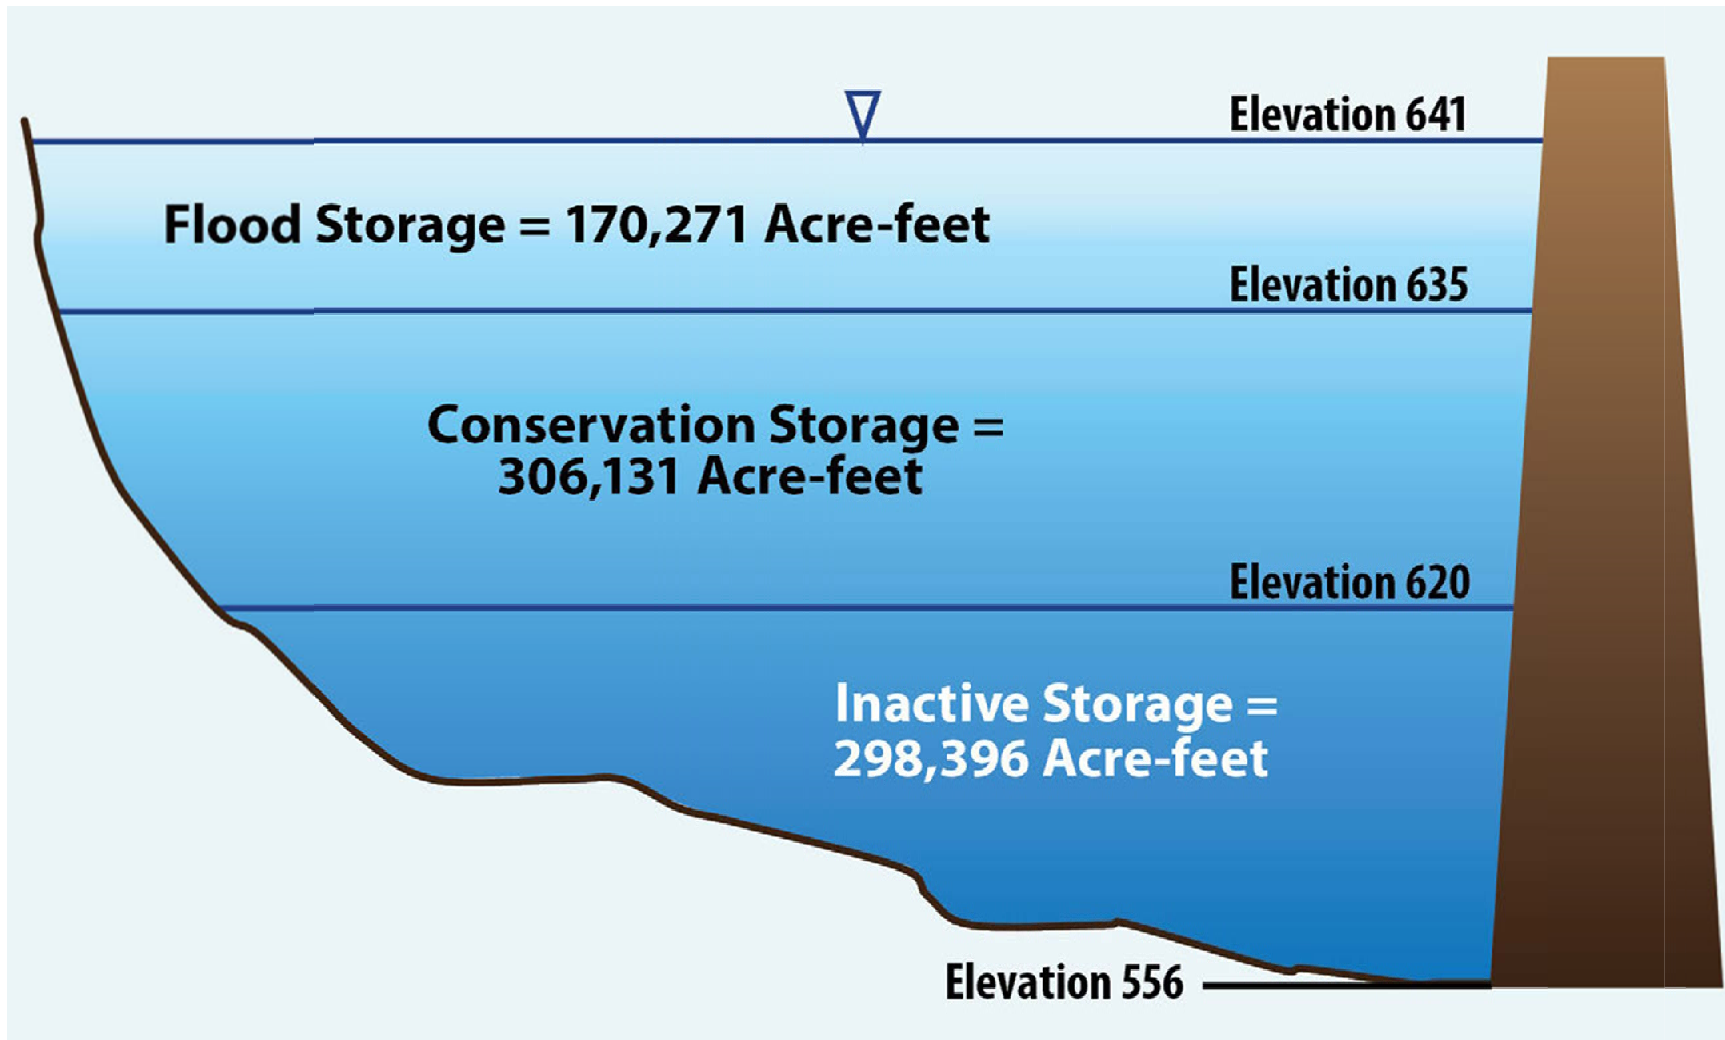 Elevation 641
Flood Storage = 170,271 Acre-feet
Elevation 635
Conservation Storage =
306,131 Acre-feet
Elevation 620
Inactive Storage =
298,396 Acre-feet
Elevation 556